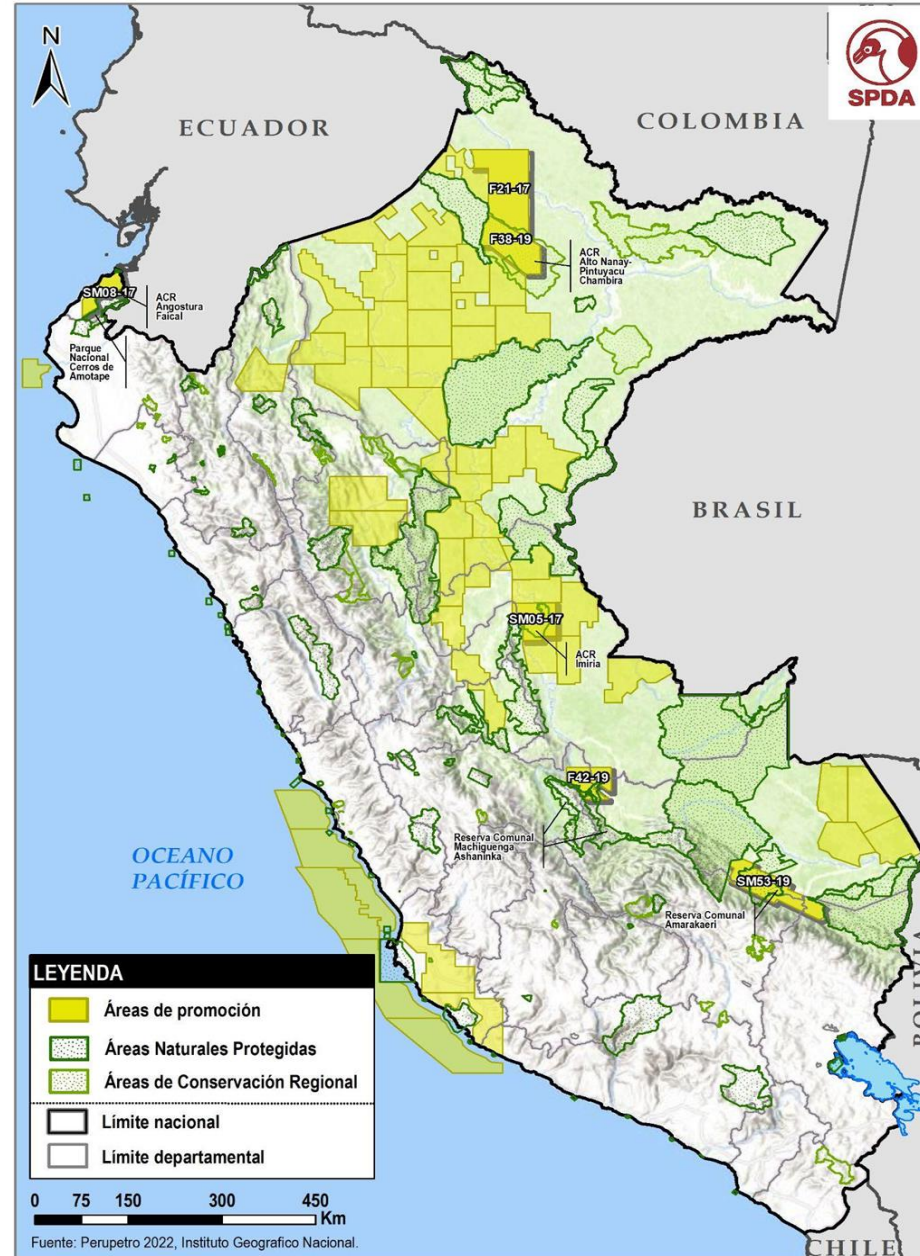 N
SPDA
ECUADOR
COLOMBIA
F21-17
F38-19
ACR
Alto Nanay-
Pintuyacu
Chambira
SM08-17
ACR
Angostura
Faical
Parque
Nacional
Cerros de
Amotape
BRASIL
SM05-17
ACR
Imiria
F42-19
Reserva Comunal
Machiguenga
Ashaninka
OCEANO
PACÍFICO
SM53-19
Reserva Comunal
Amarakaeri
BOLIVIA
LEYENDA
Áreas de promoción
Áreas Naturales Protegidas
Áreas de Conservación Regional
Límite nacional
Límite departamental
0 75 150 300 450
Km
Fuente: Perupetro 2022, Instituto Geografico Nacional.
CHILE